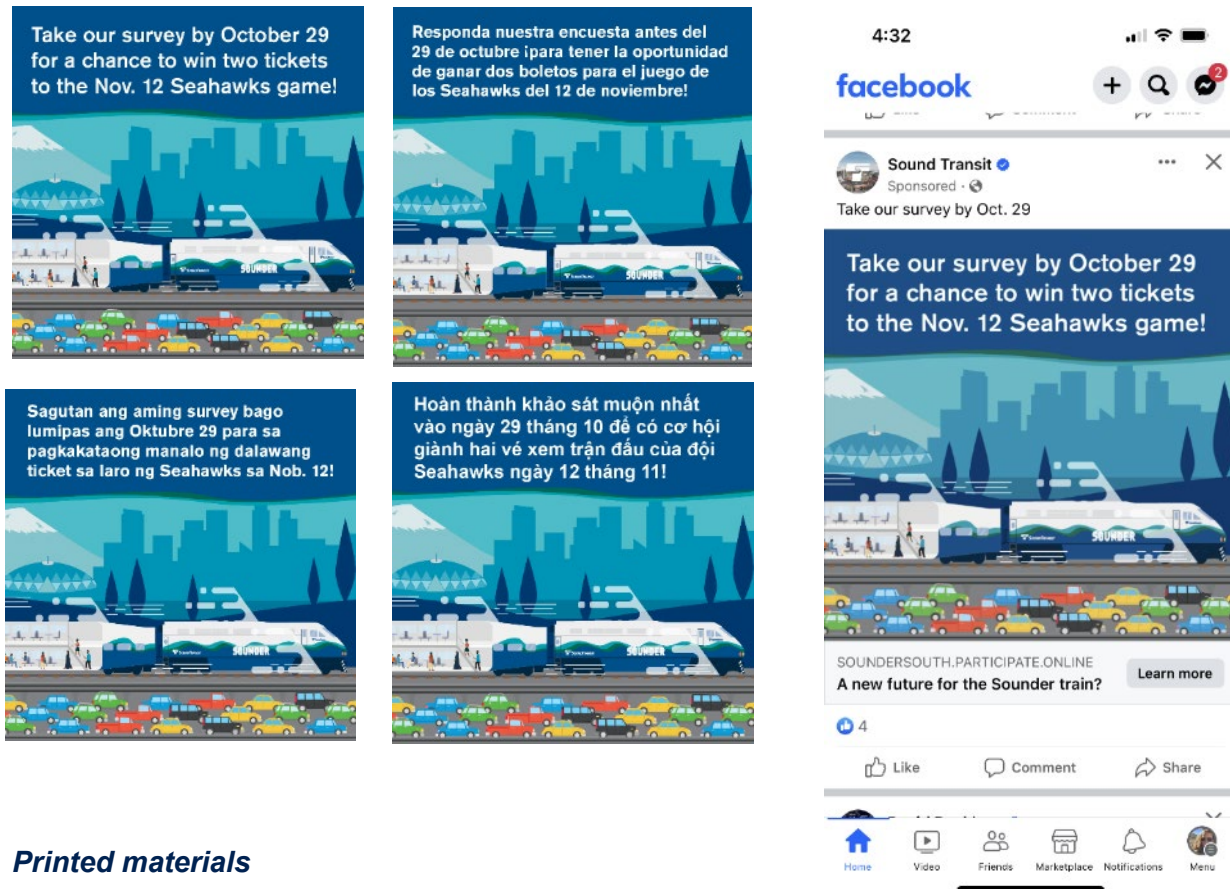 Take our survey by October 29
for a chance to win two tickets
to the Nov. 12 Seahawks game!
SOUNDER
Responda nuestra encuesta antes del
29 de octubre ¡para tener la oportunidad
de ganar dos boletos para el juego de
los Seahawks del 12 de noviembre!
SOUNDER
Sagutan ang aming survey bago
lumipas ang Oktubre 29 para sa
pagkakataong manalo ng dalawang
ticket sa laro ng Seahawks sa Nob. 12!
SOUNDER
Hoàn thành khảo sát muộn nhất
vào ngày 29 tháng 10 để có cơ hội
giành hai vé xem trận đấu của đội
Seahawks ngày 12 tháng 11!
SOUNDER
4:32
facebook
2
Like Comment Share
Sound Transit
Sponsored ·
Take our survey by Oct. 29
Take our survey by October 29
for a chance to win two tickets
to the Nov. 12 Seahawks game!
SOUNDER
SOUNDERSOUTH.PARTICIPATE.ONLINE
A new future for the Sounder train?
Learn more
4
Like Comment Share
Home Video Friends Marketplace Notifications Menu
Printed materials